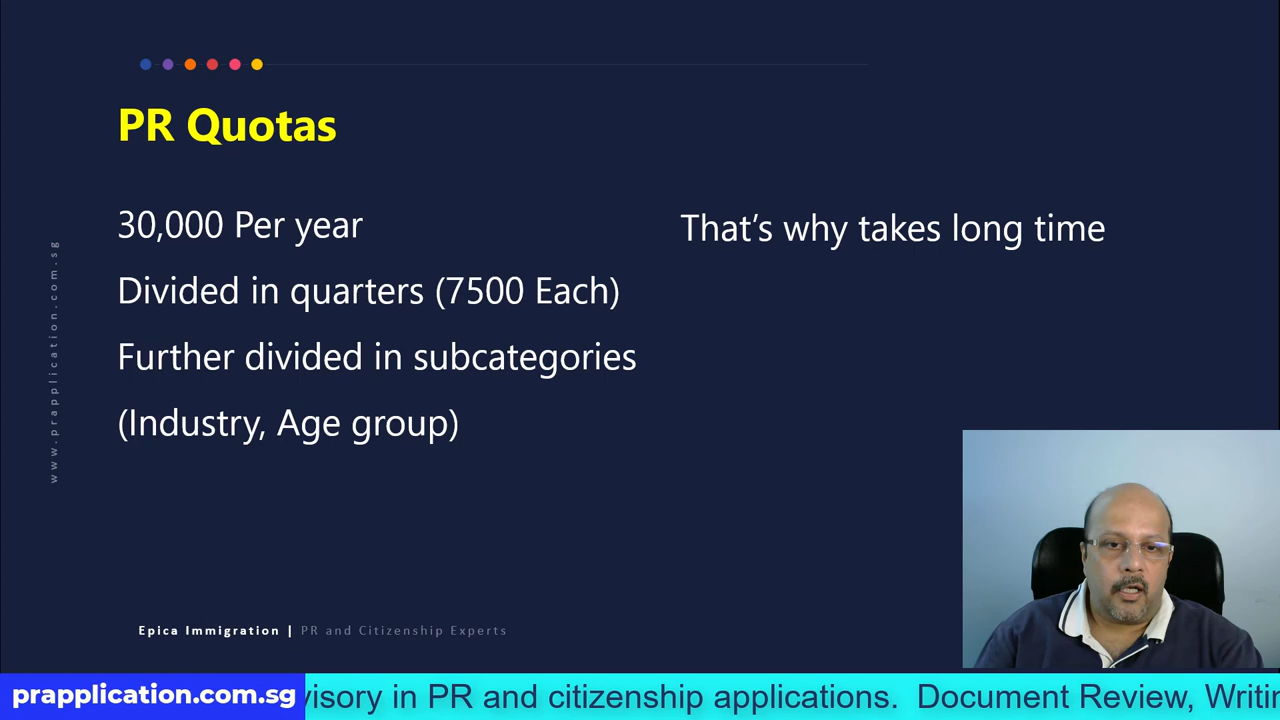 PR Quotas
30,000 Per year
Divided in quarters (7500 Each)
Further divided in subcategories
(Industry, Age group)
That's why takes long time
www.prapplication.com.sg
Epica Immigration | PR and Citizenship Experts
prapplication.com.sg
visory in PR and citizenship applications. Document Review, Writin